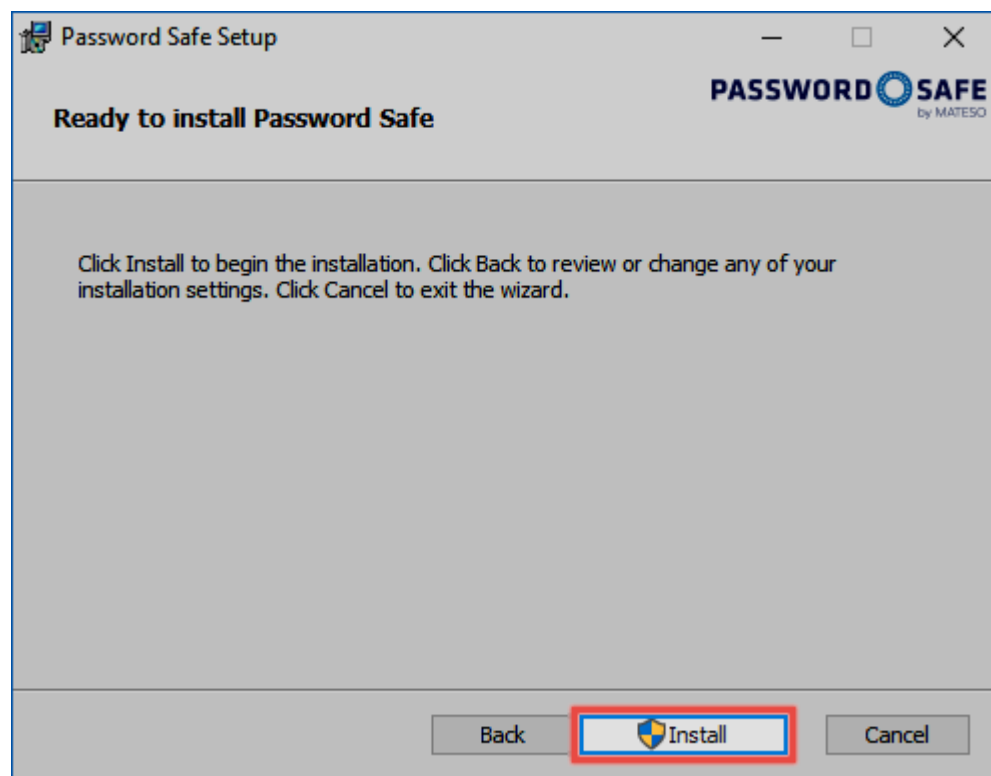 Password Safe Setup
PASSWORD SAFE
by MATESO
Ready to install Password Safe
Click Install to begin the installation. Click Back to review or change any of your
installation settings. Click Cancel to exit the wizard.
Back Install Cancel